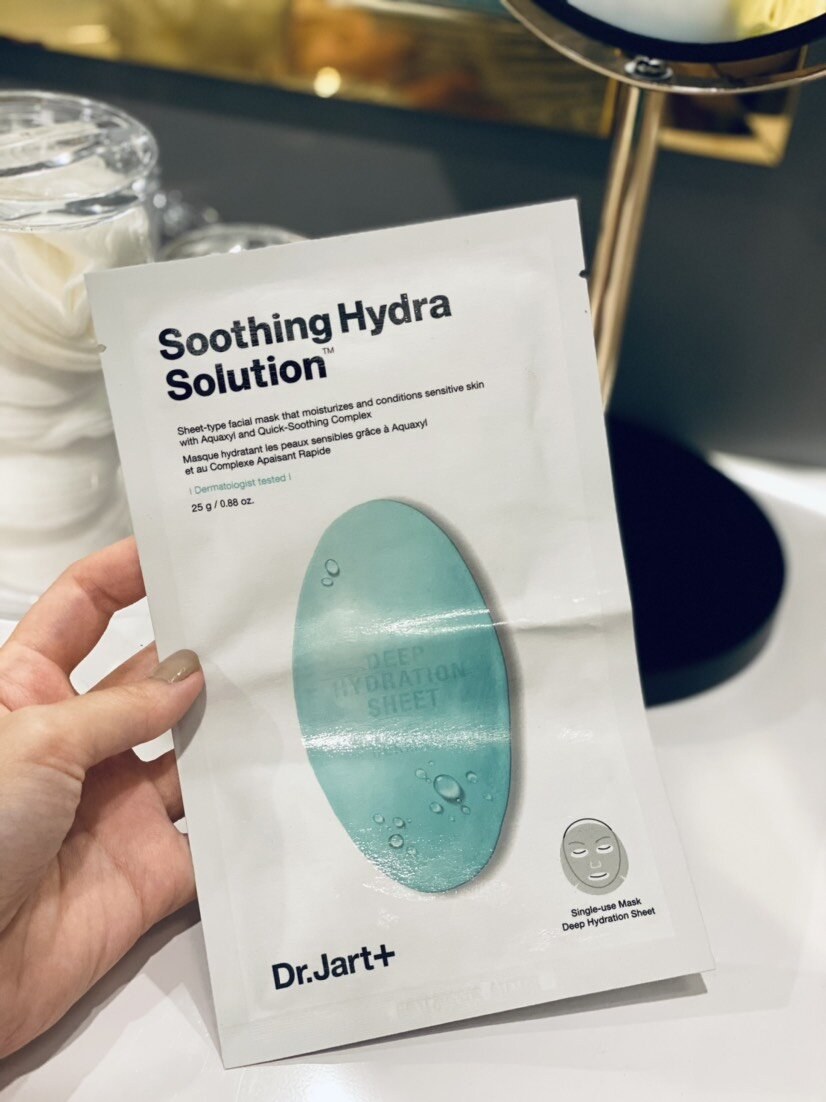 Soothing Hydra
Solution™
Sheet-type facial mask that moisturizes and conditions sensitive skin
with Aquaxyl and Quick-Soothing Complex
Masque hydratant les peaux sensibles grâce à Aquaxyl
et au Complexe Apaisant Rapide
| Dermatologist tested |
25 g / 0.88 oz.
DEEP
HYDRATION
SHEET
Single-use Mask
Deep Hydration Sheet
Dr.Jart+